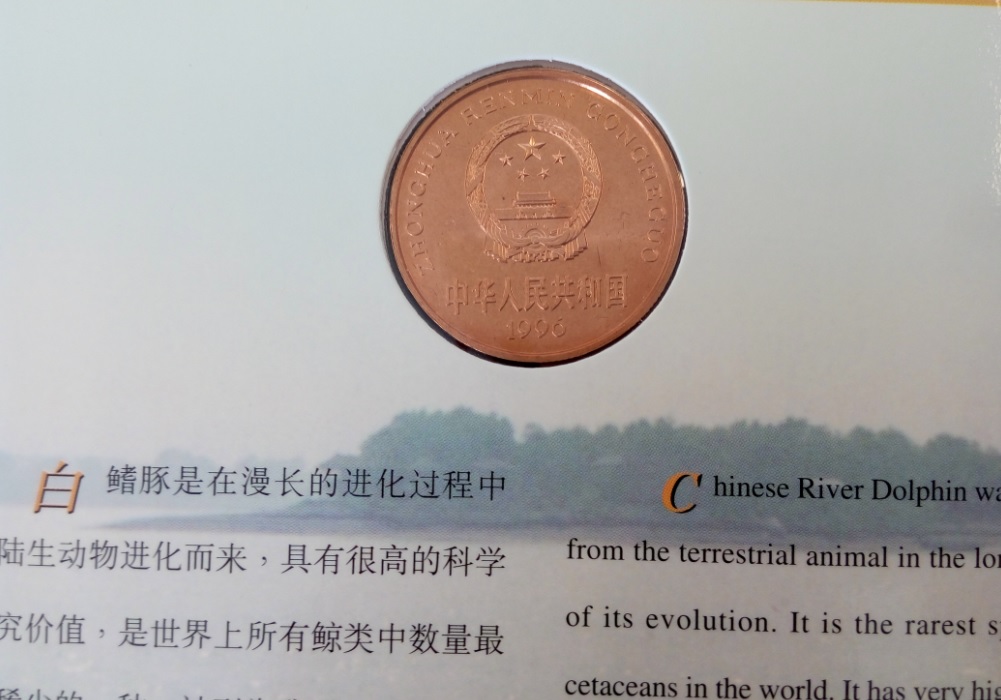 ZHONGHUA RENMIN GONGHEGUO
中华人民共和国
1996
白鳍豚是在漫长的进化过程中
陆生动物进化而来，具有很高的科学
究价值，是世界上所有鲸类中数量最
Chinese River Dolphin wa
from the terrestrial animal in the lon
of its evolution. It is the rarest s
cetaceans in the world. It has very hig